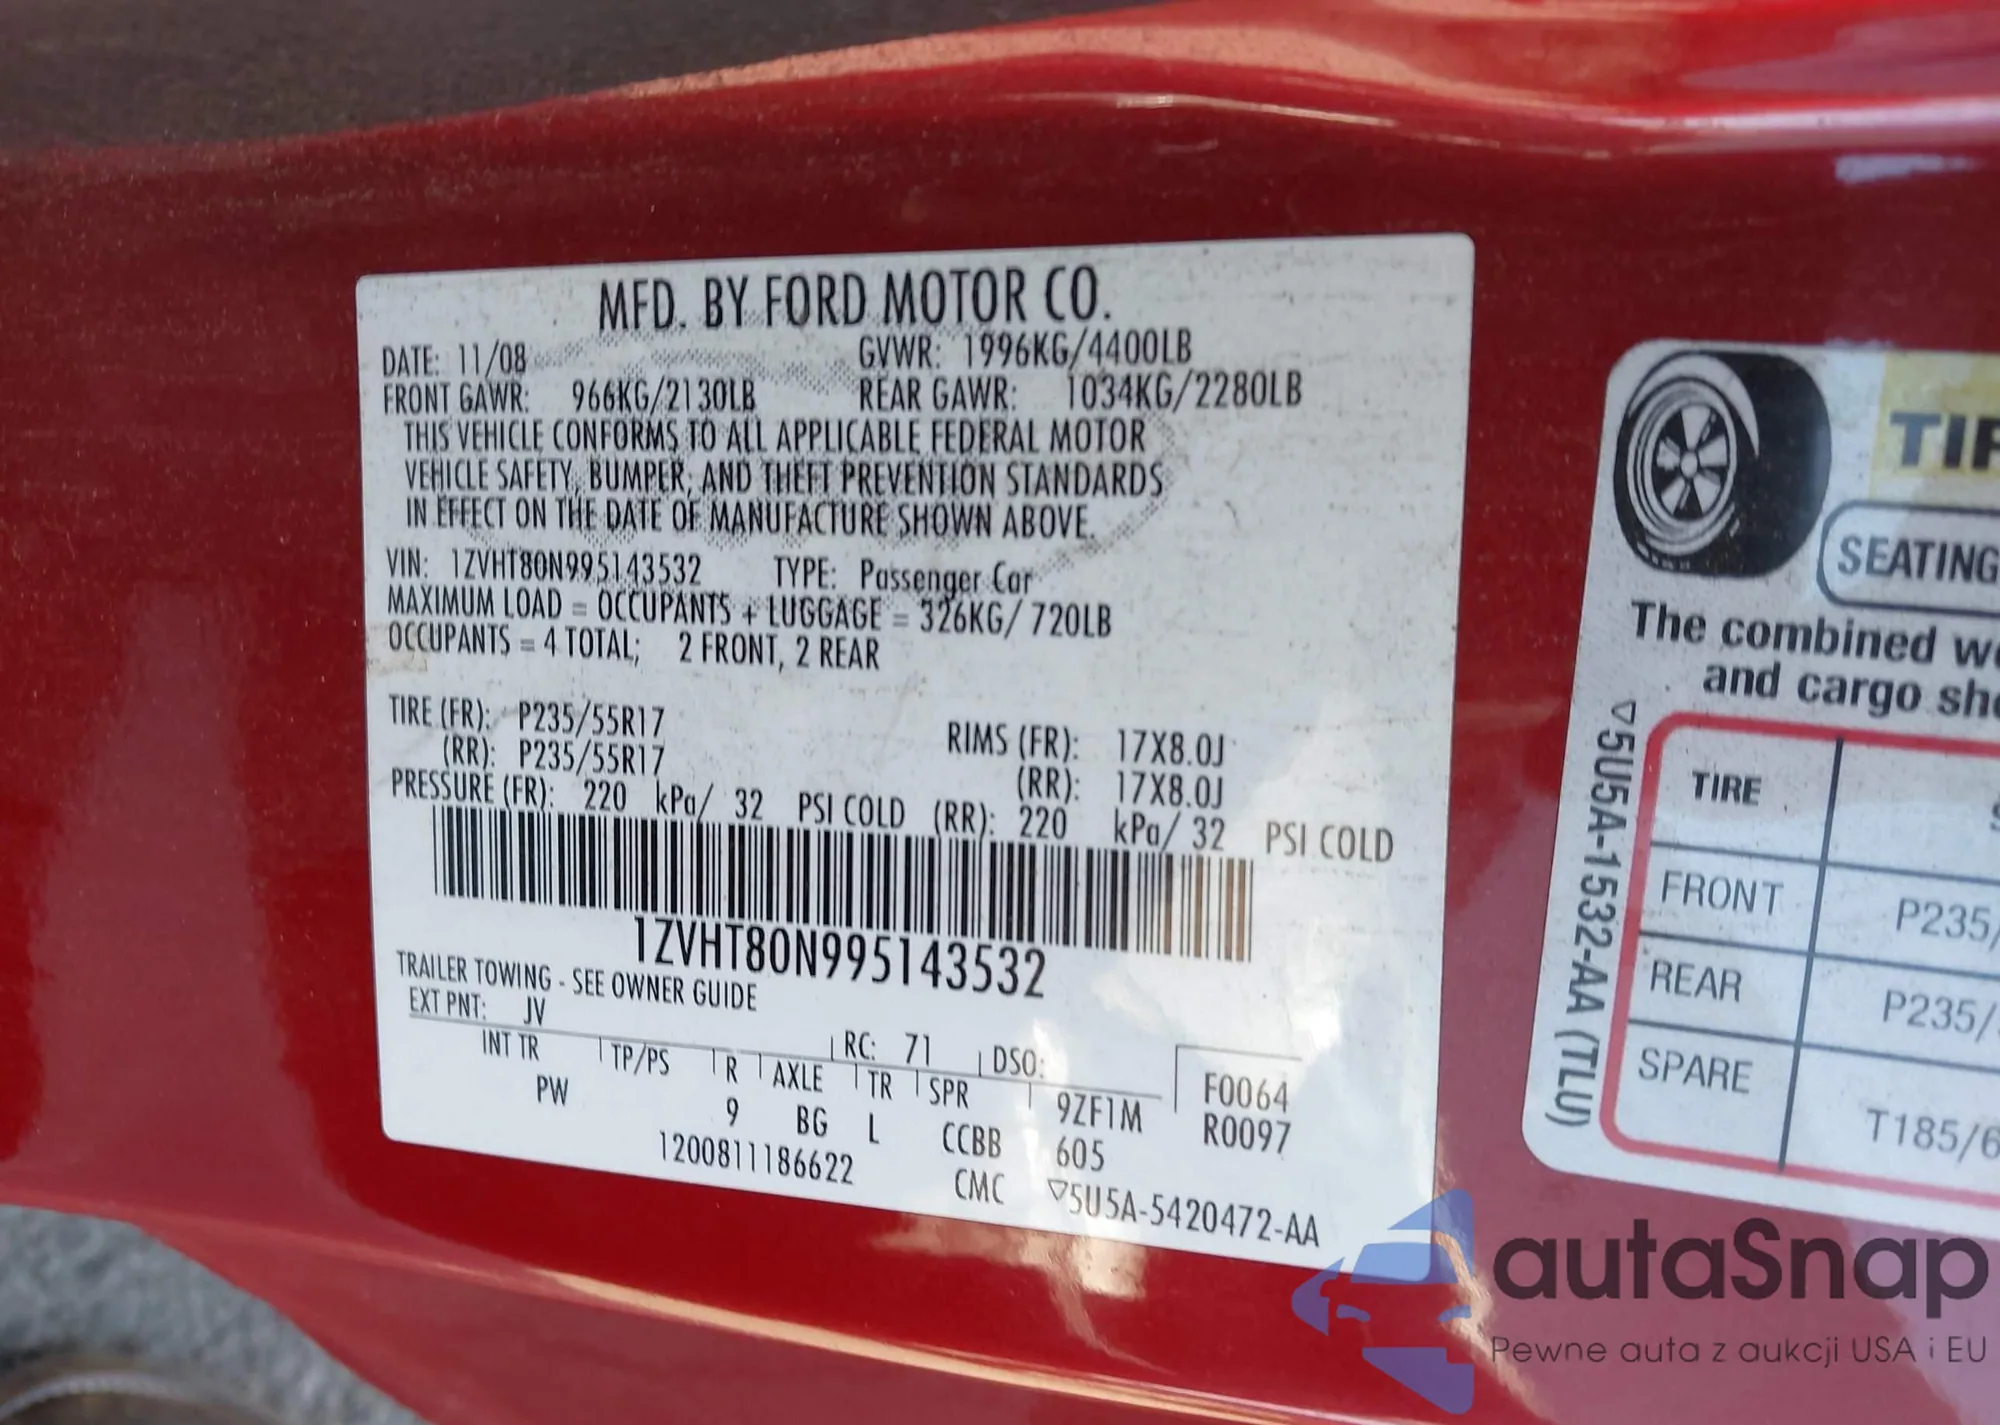 MFD. BY FORD MOTOR CO.
DATE: 11/08 GVWR: 1996KG/4400LB
FRONT GAWR: 966KG/2130LB REAR GAWR: 1034KG/2280LB
THIS VEHICLE CONFORMS TO ALL APPLICABLE FEDERAL MOTOR
VEHICLE SAFETY, BUMPER, AND THEFT PREVENTION STANDARDS
IN EFFECT ON THE DATE OF MANUFACTURE SHOWN ABOVE.
VIN: 1ZVHT80N995143532 TYPE: Passenger Car
MAXIMUM LOAD = OCCUPANTS + LUGGAGE = 326KG/ 720LB
OCCUPANTS = 4 TOTAL; 2 FRONT, 2 REAR
TIRE (FR): P235/55R17 RIMS (FR): 17X8.0J
(RR): P235/55R17 (RR): 17X8.0J
PRESSURE (FR): 220 kPa/ 32 PSI COLD (RR): 220 kPa/ 32 PSI COLD
1ZVHT80N995143532
TRAILER TOWING - SEE OWNER GUIDE
EXT PNT: JV RC: 71 DSO:
INT TR TP/PS R AXLE TR SPR 9ZF1M F0064
PW 9 BG L CCBB 605 R0097
1200811186622 CMC ▽5U5A-5420472-AA
TIR
SEATING
The combined we
and cargo sho
▽5U5A-1532-AA (TLU)
TIRE
FRONT P235/
REAR P235/
SPARE T185/6
autaSnap
Pewne auta z aukcji USA i EU